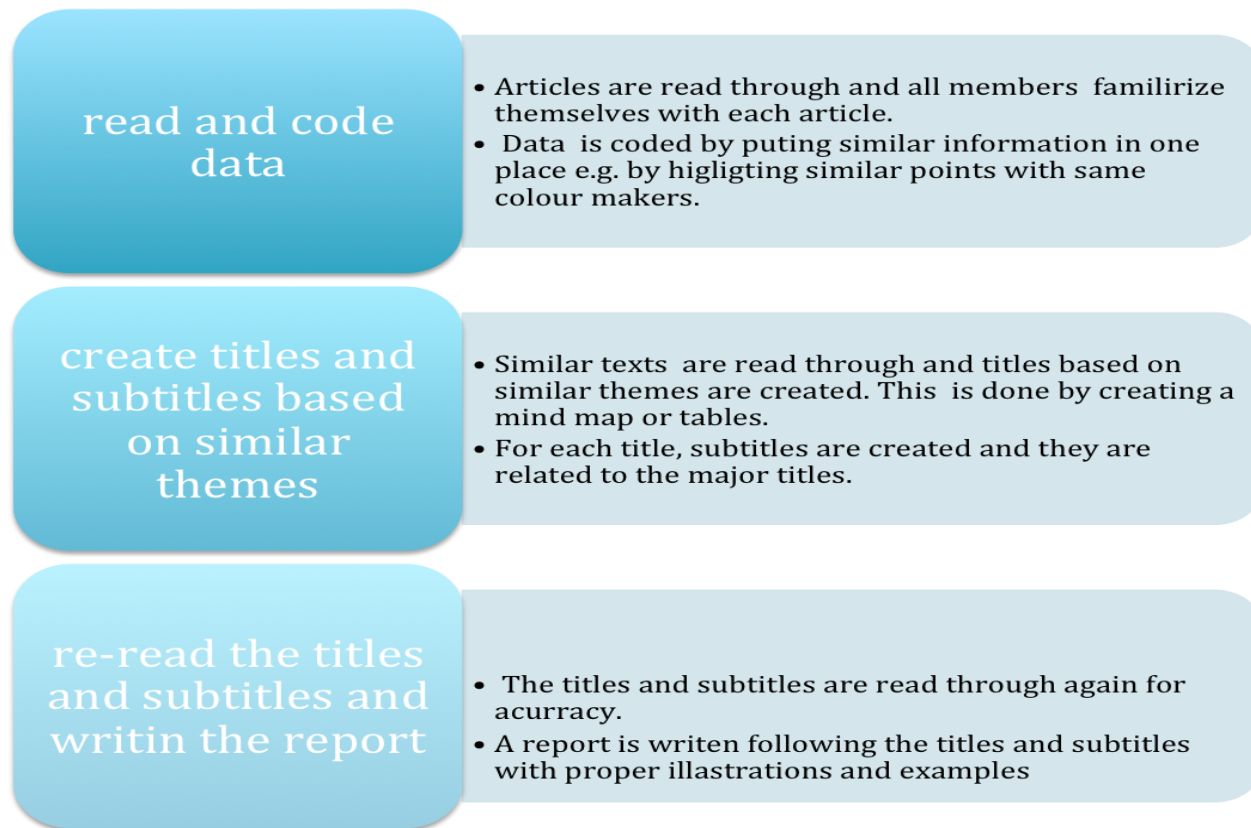 read and code
data
• Articles are read through and all members familirize
themselves with each article.
• Data is coded by puting similar information in one
place e.g. by higligting similar points with same
colour makers.
create titles and
subtitles based
on similar
themes
• Similar texts are read through and titles based on
similar themes are created. This is done by creating a
mind map or tables.
• For each title, subtitles are created and they are
related to the major titles.
re-read the titles
and subtitles and
writin the report
• The titles and subtitles are read through again for
acurracy.
• A report is writen following the titles and subtitles
with proper illastrations and examples